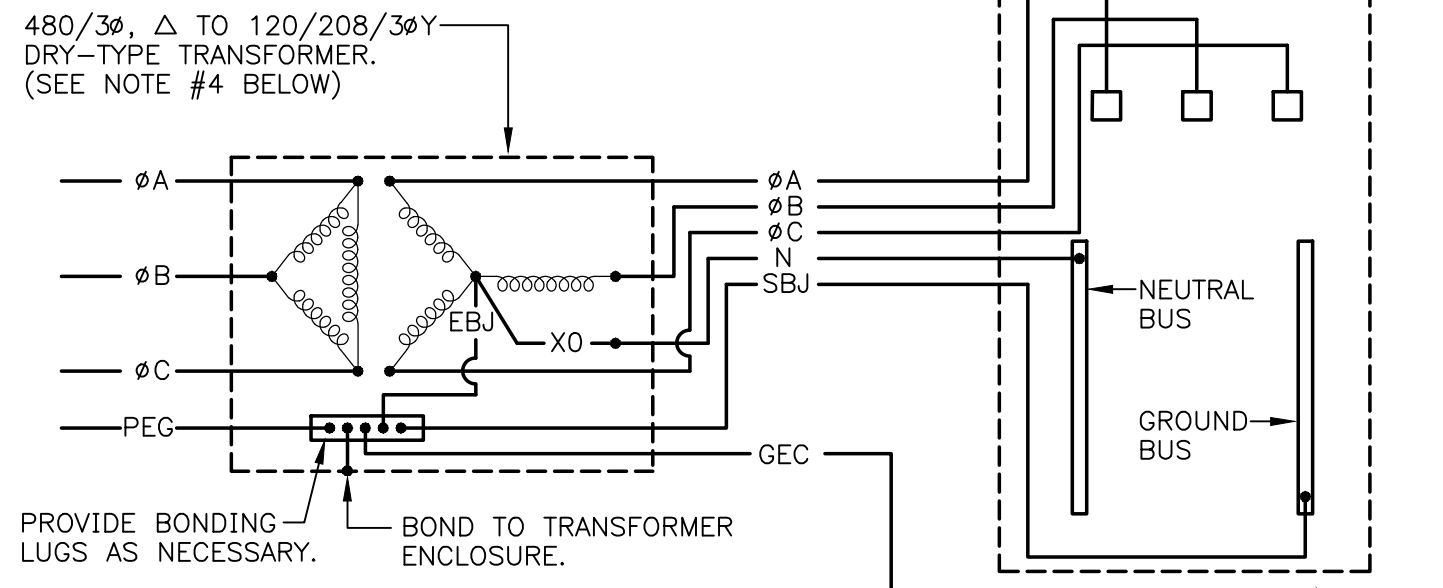 480/3ø, Δ TO 120/208/3øY
DRY-TYPE TRANSFORMER.
(SEE NOTE #4 BELOW)
øA
øB
øC
PEG
EBJ
X0
øA
øB
øC
N
SBJ
GEC
NEUTRAL
BUS
GROUND
BUS
PROVIDE BONDING
LUGS AS NECESSARY.
BOND TO TRANSFORMER
ENCLOSURE.